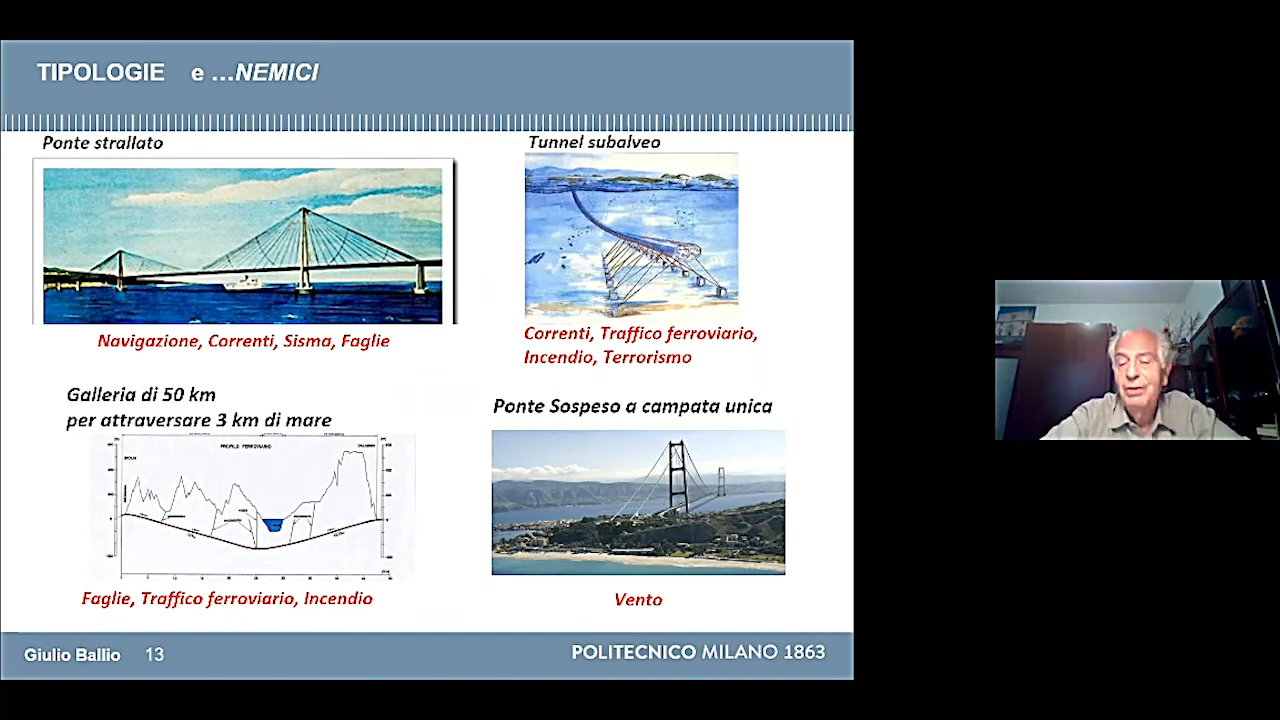 TIPOLOGIE e ...NEMICI
Ponte strallato
Tunnel subalveo
Navigazione, Correnti, Sisma, Faglie
Correnti, Traffico ferroviario,
Incendio, Terrorismo
Galleria di 50 km
per attraversare 3 km di mare
Ponte Sospeso a campata unica
PROFILO FERROVIARIO
Faglie, Traffico ferroviario, Incendio
Vento
Giulio Ballio 13
POLITECNICO MILANO 1863